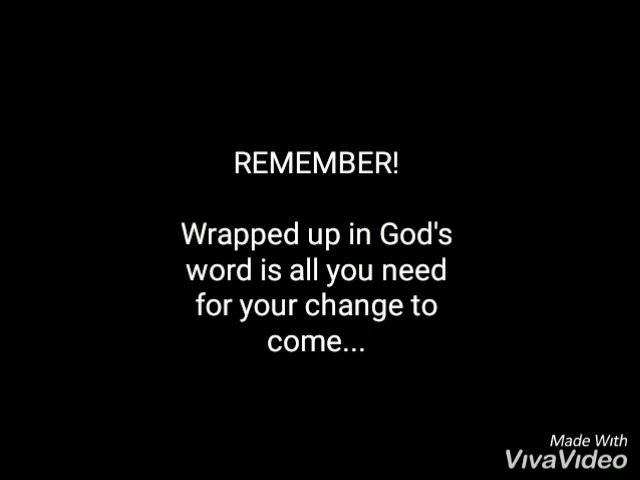 REMEMBER!
Wrapped up in God's
word is all you need
for your change to
come...
Made With
VivaVideo